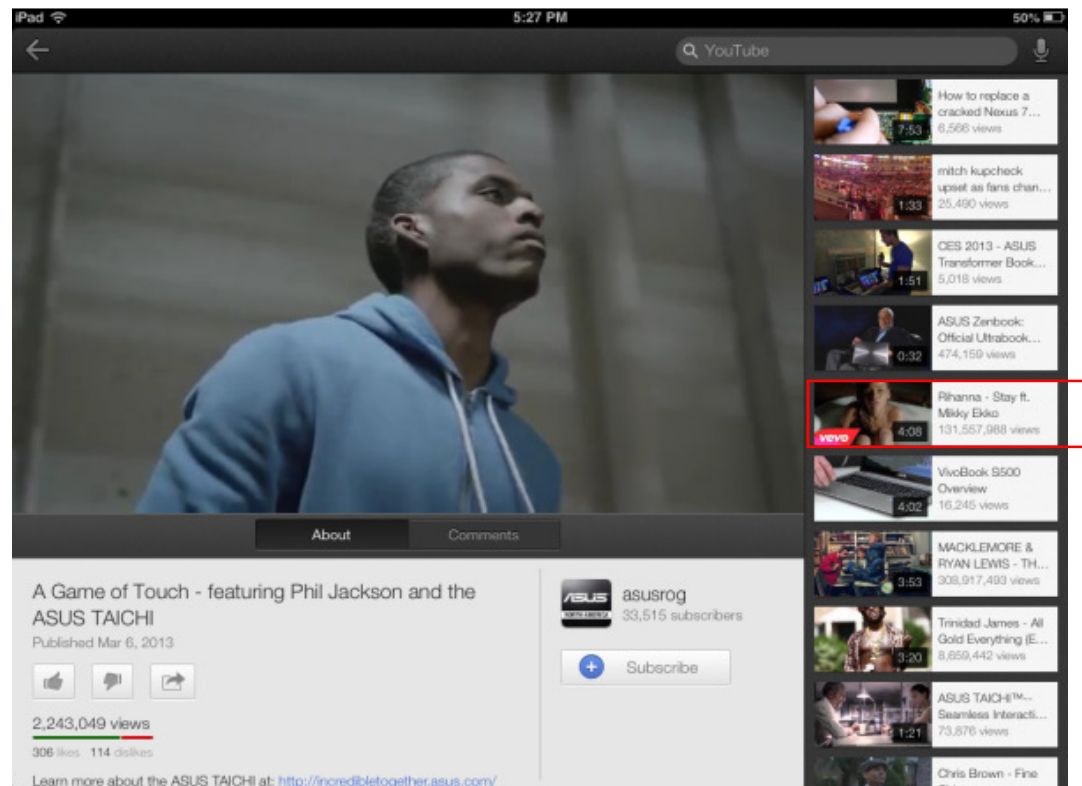 iPad 5:27 PM 50%
YouTube
7:53
How to replace a
cracked Nexus 7...
6,566 views
1:33
mitch kupcheck
upset as fans chan...
25,490 views
1:51
CES 2013 - ASUS
Transformer Book...
5,018 views
0:32
ASUS Zenbook:
Official Ultrabook...
474,159 views
vevo 4:08
Rihanna - Stay ft.
Mikky Ekko
131,557,988 views
4:02
VivoBook S500
Overview
16,245 views
3:53
MACKLEMORE &
RYAN LEWIS - TH...
308,917,493 views
3:20
Trinidad James - All
Gold Everything (E...
8,659,442 views
1:21
ASUS TAICHI™--
Seamless Interacti...
73,876 views
Chris Brown - Fine
About Comments
A Game of Touch - featuring Phil Jackson and the
ASUS TAICHI
Published Mar 6, 2013
2,243,049 views
306 likes 114 dislikes
Learn more about the ASUS TAICHI at: http://incredibletogether.asus.com/
ASUS
NORTH AMERICA
asusrog
33,515 subscribers
Subscribe